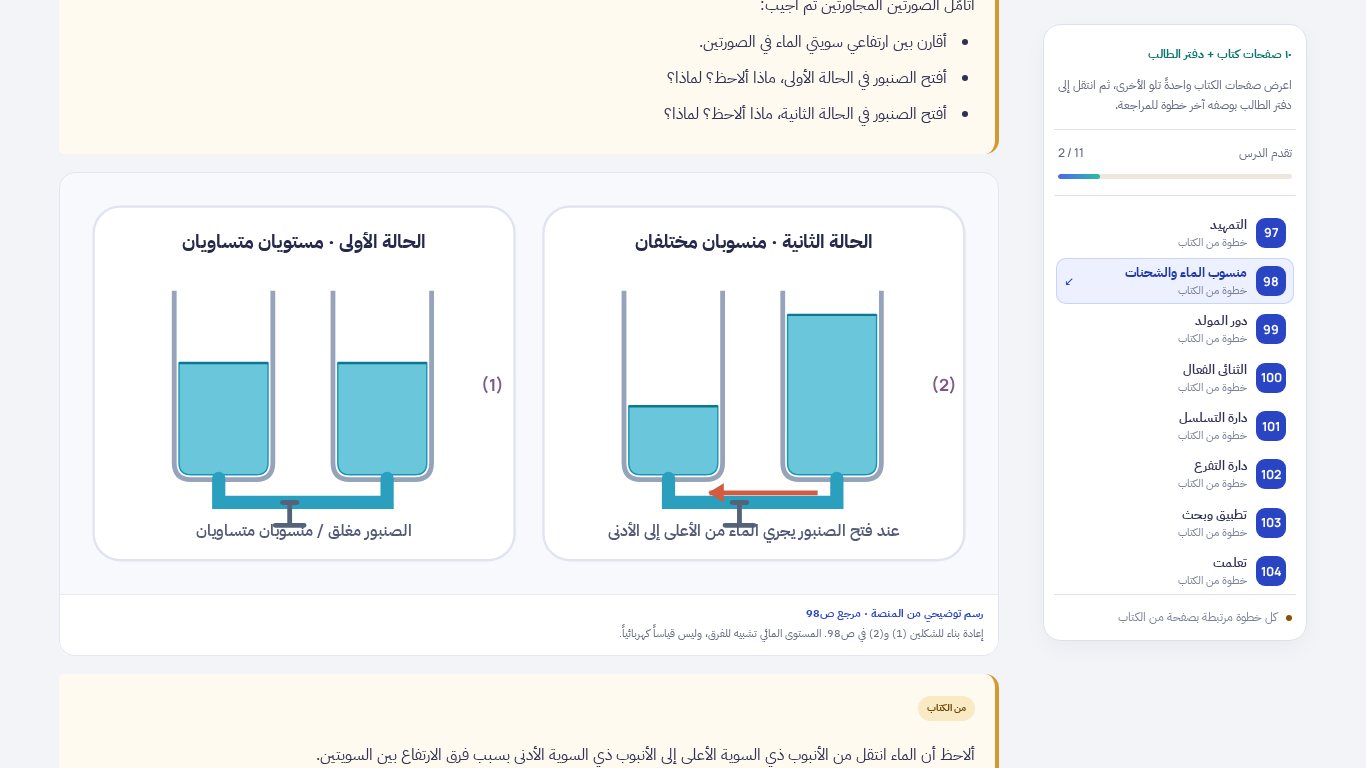 أتأمّل الصورتين المجاورتين ثم أجيب:
أقارن بين ارتفاعي سويتي الماء في الصورتين.
أفتح الصنبور في الحالة الأولى، ماذا ألاحظ؟ لماذا؟
أفتح الصنبور في الحالة الثانية، ماذا ألاحظ؟ لماذا؟
الحالة الثانية · منسوبان مختلفان
(2)
عند فتح الصنبور يجري الماء من الأعلى إلى الأدنى
الحالة الأولى · مستويان متساويان
(1)
الصنبور مغلق / منسوبان متساويان
رسم توضيحي من المنصة · مرجع ص98
إعادة بناء للشكلين (1) و(2) في ص98. المستوى المائي تشبيه للفرق، وليس قياساً كهربائياً.
من الكتاب
ألاحظ أن الماء انتقل من الأنبوب ذي السوية الأعلى إلى الأنبوب ذي السوية الأدنى بسبب فرق الارتفاع بين السويتين.
١٠ صفحات كتاب + دفتر الطالب
اعرض صفحات الكتاب واحدةً تلو الأخرى، ثم انتقل إلى
دفتر الطالب بوصفه آخر خطوة للمراجعة.
تقدم الدرس
2 / 11
97
التمهيد
خطوة من الكتاب
98
منسوب الماء والشحنات
خطوة من الكتاب
↙
99
دور المولد
خطوة من الكتاب
100
الثنائي الفعال
خطوة من الكتاب
101
دارة التسلسل
خطوة من الكتاب
102
دارة التفرع
خطوة من الكتاب
103
تطبيق وبحث
خطوة من الكتاب
104
تعلمت
خطوة من الكتاب
كل خطوة مرتبطة بصفحة من الكتاب